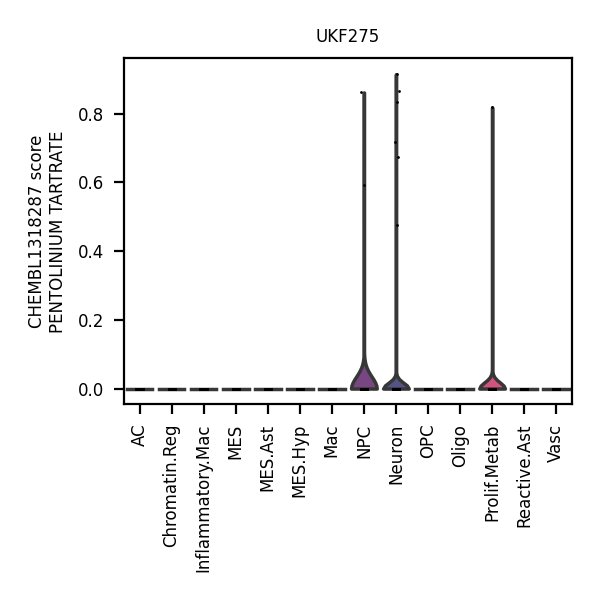 UKF275
CHEMBL1318287 score
PENTOLINIUM TARTRATE
0.8
0.6
0.4
0.2
0.0
AC
Chromatin.Reg
Inflammatory.Mac
MES
MES.Ast
MES.Hyp
Mac
NPC
Neuron
OPC
Oligo
Prolif.Metab
Reactive.Ast
Vasc